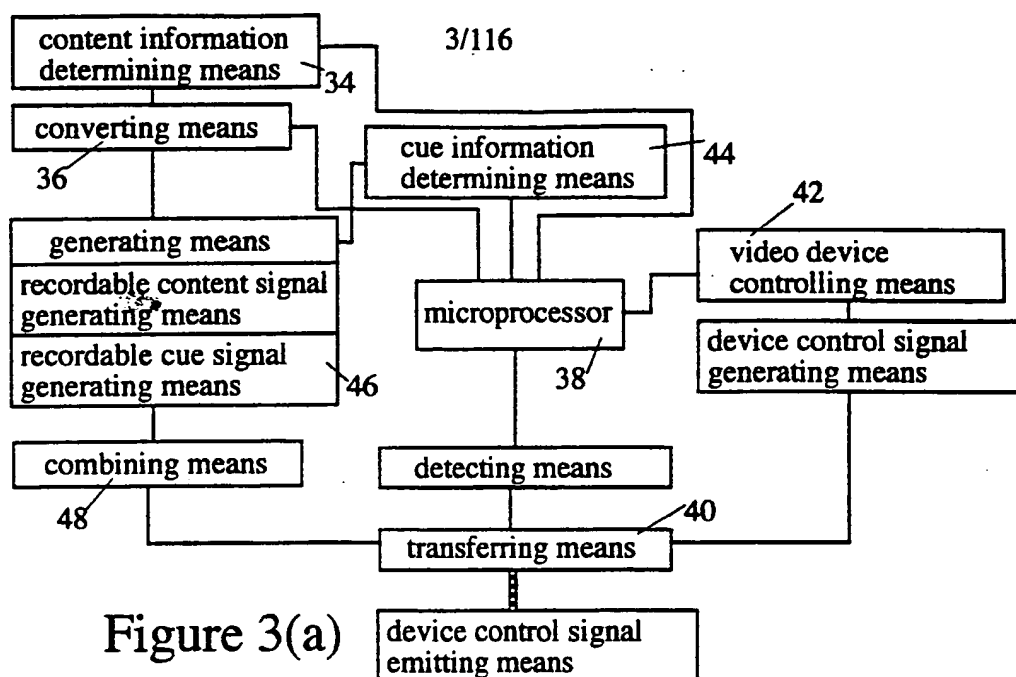 3/116
content information
determining means
34
converting means
36
cue information
determining means
44
42
generating means
recordable content signal
generating means
recordable cue signal
generating means
46
microprocessor
38
video device
controlling means
device control signal
generating means
combining means
48
detecting means
40
transferring means
device control signal
emitting means
Figure 3(a)